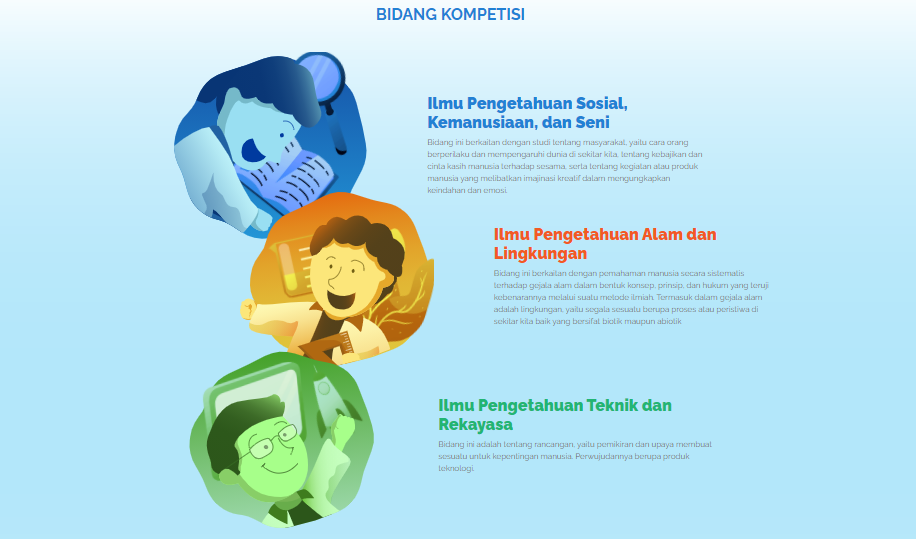 BIDANG KOMPETISI
Ilmu Pengetahuan Sosial,
Kemanusiaan, dan Seni
Bidang ini berkaitan dengan studi tentang masyarakat, yaitu cara orang
berperilaku dan mempengaruhi dunia di sekitar kita, tentang kebajikan dan
cinta kasih manusia terhadap sesama, serta tentang kegiatan atau produk
manusia yang melibatkan imajinasi kreatif dalam mengungkapkan
keindahan dan emosi.
Ilmu Pengetahuan Alam dan
Lingkungan
Bidang ini berkaitan dengan pemahaman manusia secara sistematis
terhadap gejala alam dalam bentuk konsep, prinsip, dan hukum yang teruji
kebenarannya melalui suatu metode ilmiah. Termasuk dalam gejala alam
adalah lingkungan, yaitu segala sesuatu berupa proses atau peristiwa di
sekitar kita baik yang bersifat biotik maupun abiotik
Ilmu Pengetahuan Teknik dan
Rekayasa
Bidang ini adalah tentang rancangan, yaitu pemikiran dan upaya membuat
sesuatu untuk kepentingan manusia. Perwujudannya berupa produk
teknologi.